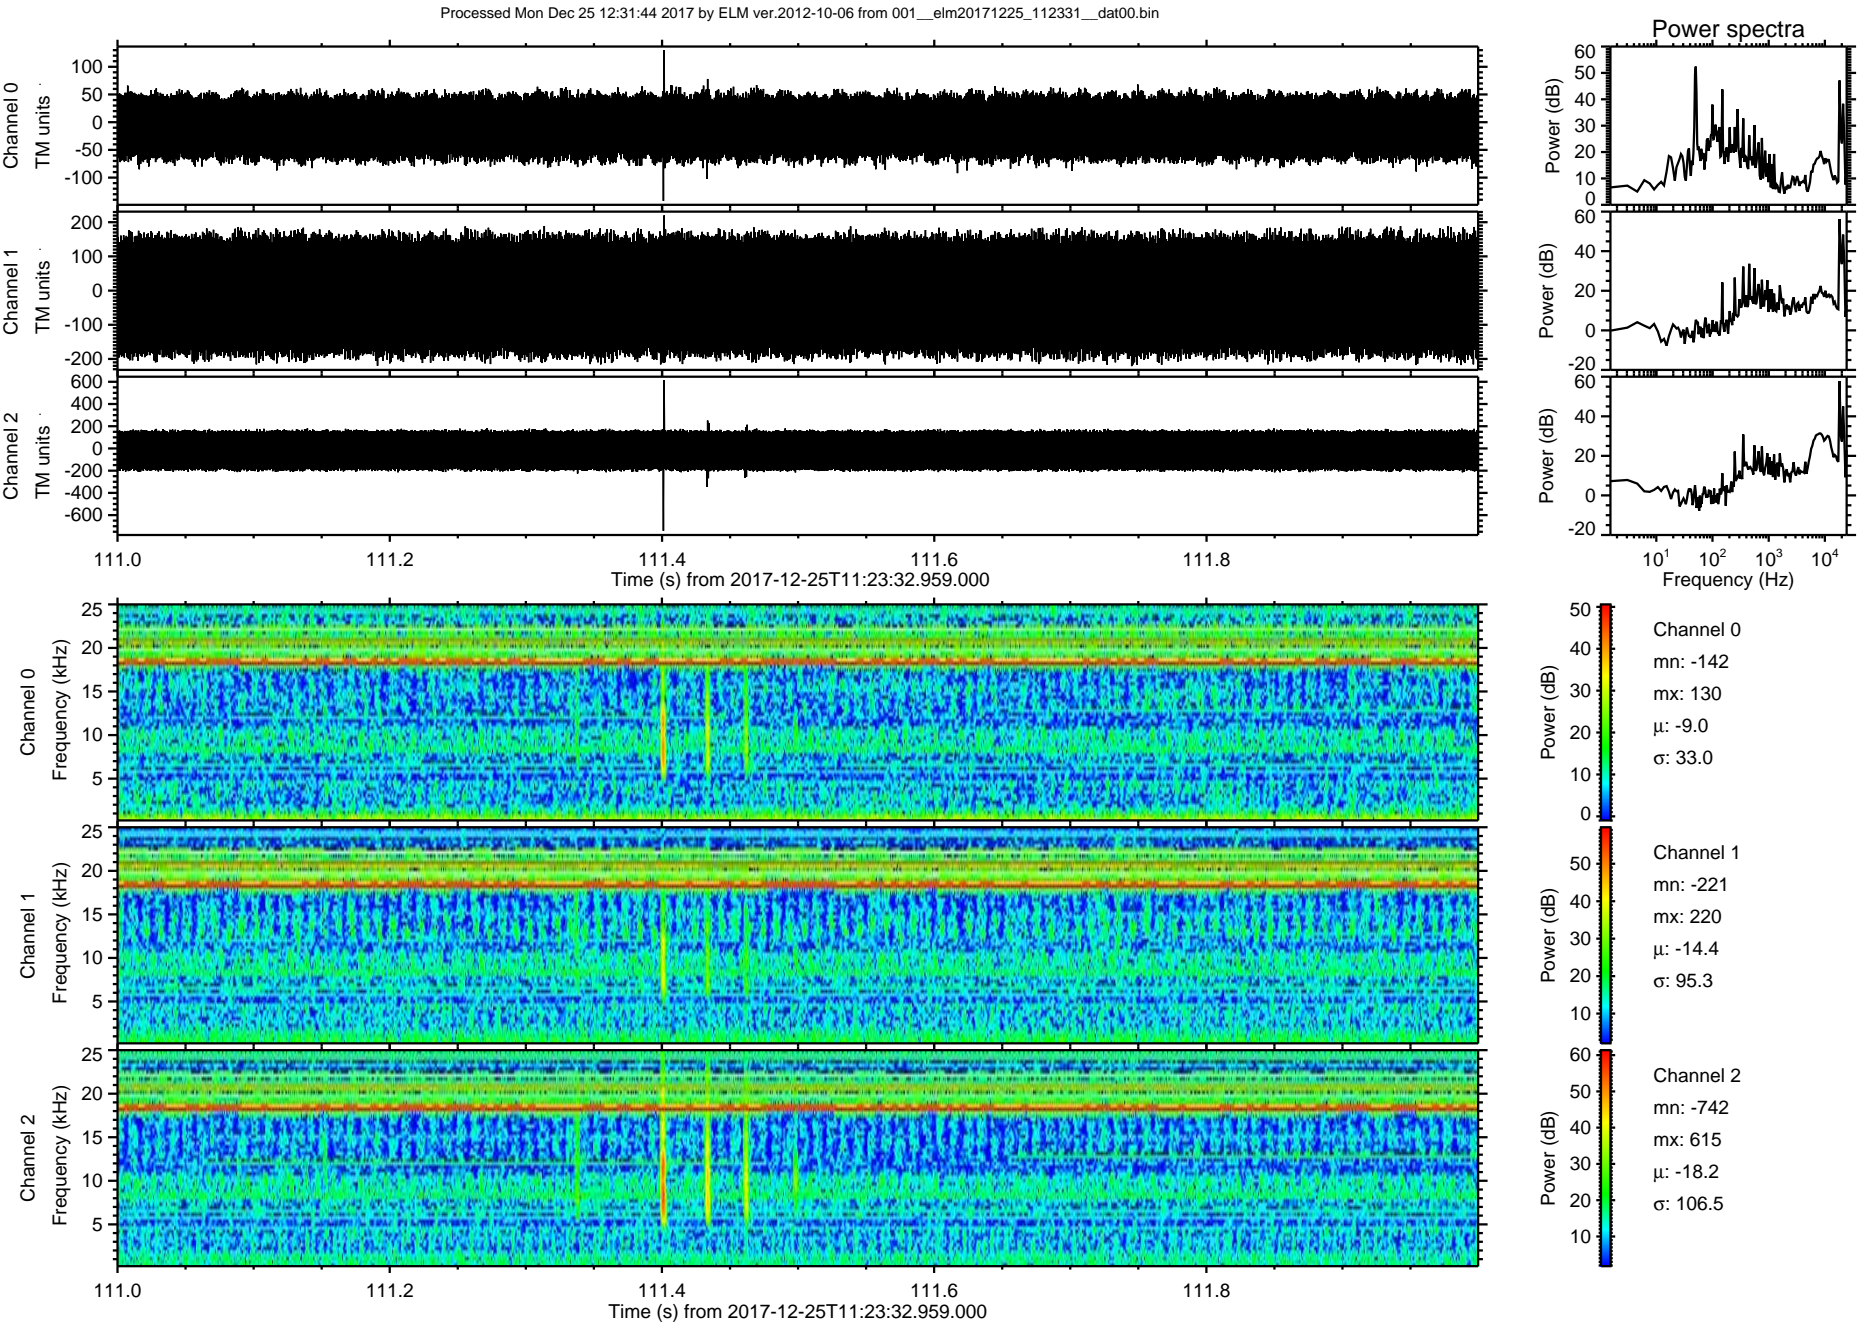 Processed Mon Dec 25 12:31:44 2017 by ELM ver.2012-10-06 from 001__elm20171225_112331__dat00.bin
Power spectra
Channel 0
TM units
100
50
0
-50
-100
Power (dB)
60
50
40
30
20
10
0
Channel 1
TM units
200
100
0
-100
-200
Power (dB)
60
40
20
0
-20
Channel 2
TM units
600
400
200
0
-200
-400
-600
Power (dB)
60
40
20
0
-20
111.0 111.2 111.4 111.6 111.8
Time (s) from 2017-12-25T11:23:32.959.000
10¹ 10² 10³ 10⁴
Frequency (Hz)
Channel 0
Frequency (kHz)
25
20
15
10
5
Power (dB)
50
40
30
20
10
0
Channel 0
mn: -142
mx: 130
μ: -9.0
σ: 33.0
Channel 1
Frequency (kHz)
25
20
15
10
5
Power (dB)
50
40
30
20
10
Channel 1
mn: -221
mx: 220
μ: -14.4
σ: 95.3
Channel 2
Frequency (kHz)
25
20
15
10
5
Power (dB)
60
50
40
30
20
10
Channel 2
mn: -742
mx: 615
μ: -18.2
σ: 106.5
111.0 111.2 111.4 111.6 111.8
Time (s) from 2017-12-25T11:23:32.959.000